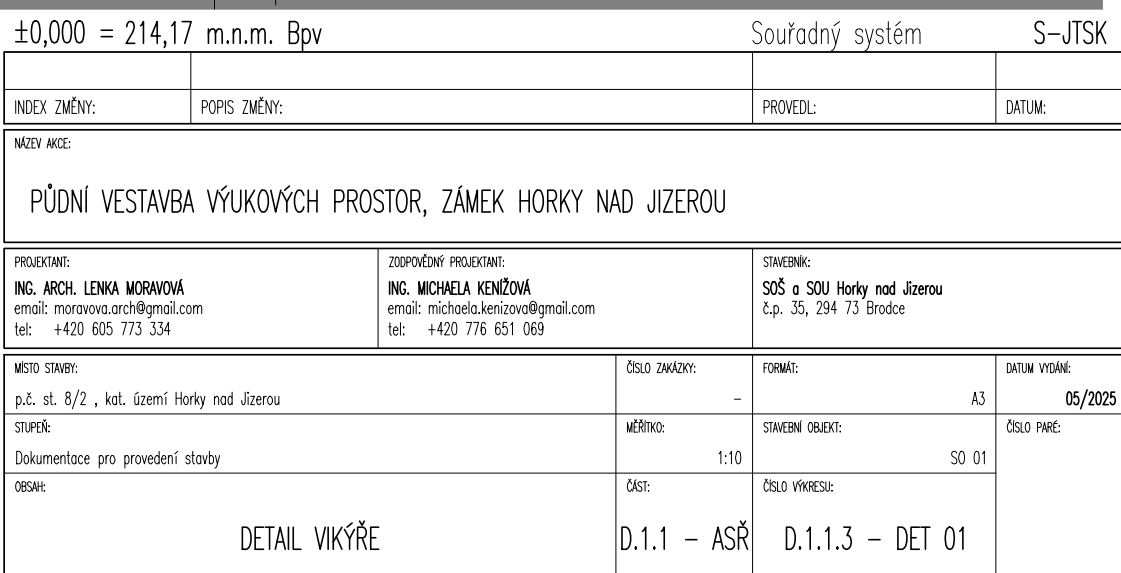 ±0,000 = 214,17 m.n.m. Bpv Souřadný systém S-JTSK
INDEX ZMĚNY: POPIS ZMĚNY: PROVEDL: DATUM:
NÁZEV AKCE:
PŮDNÍ VESTAVBA VÝUKOVÝCH PROSTOR, ZÁMEK HORKY NAD JIZEROU
PROJEKTANT:
ING. ARCH. LENKA MORAVOVÁ
email: moravova.arch@gmail.com
tel: +420 605 773 334
ZODPOVĚDNÝ PROJEKTANT:
ING. MICHAELA KENÍŽOVÁ
email: michaela.kenizova@gmail.com
tel: +420 776 651 069
STAVEBNÍK:
SOŠ a SOU Horky nad Jizerou
č.p. 35, 294 73 Brodce
MÍSTO STAVBY:
p.č. st. 8/2 , kat. území Horky nad Jizerou
ČÍSLO ZAKÁZKY:
-
FORMÁT:
A3
DATUM VYDÁNÍ:
05/2025
STUPEŇ:
Dokumentace pro provedení stavby
MĚŘÍTKO:
1:10
STAVEBNÍ OBJEKT:
SO 01
ČÍSLO PARÉ:
OBSAH:
DETAIL VIKÝŘE
ČÁST:
D.1.1 - ASŘ
ČÍSLO VÝKRESU:
D.1.1.3 - DET 01